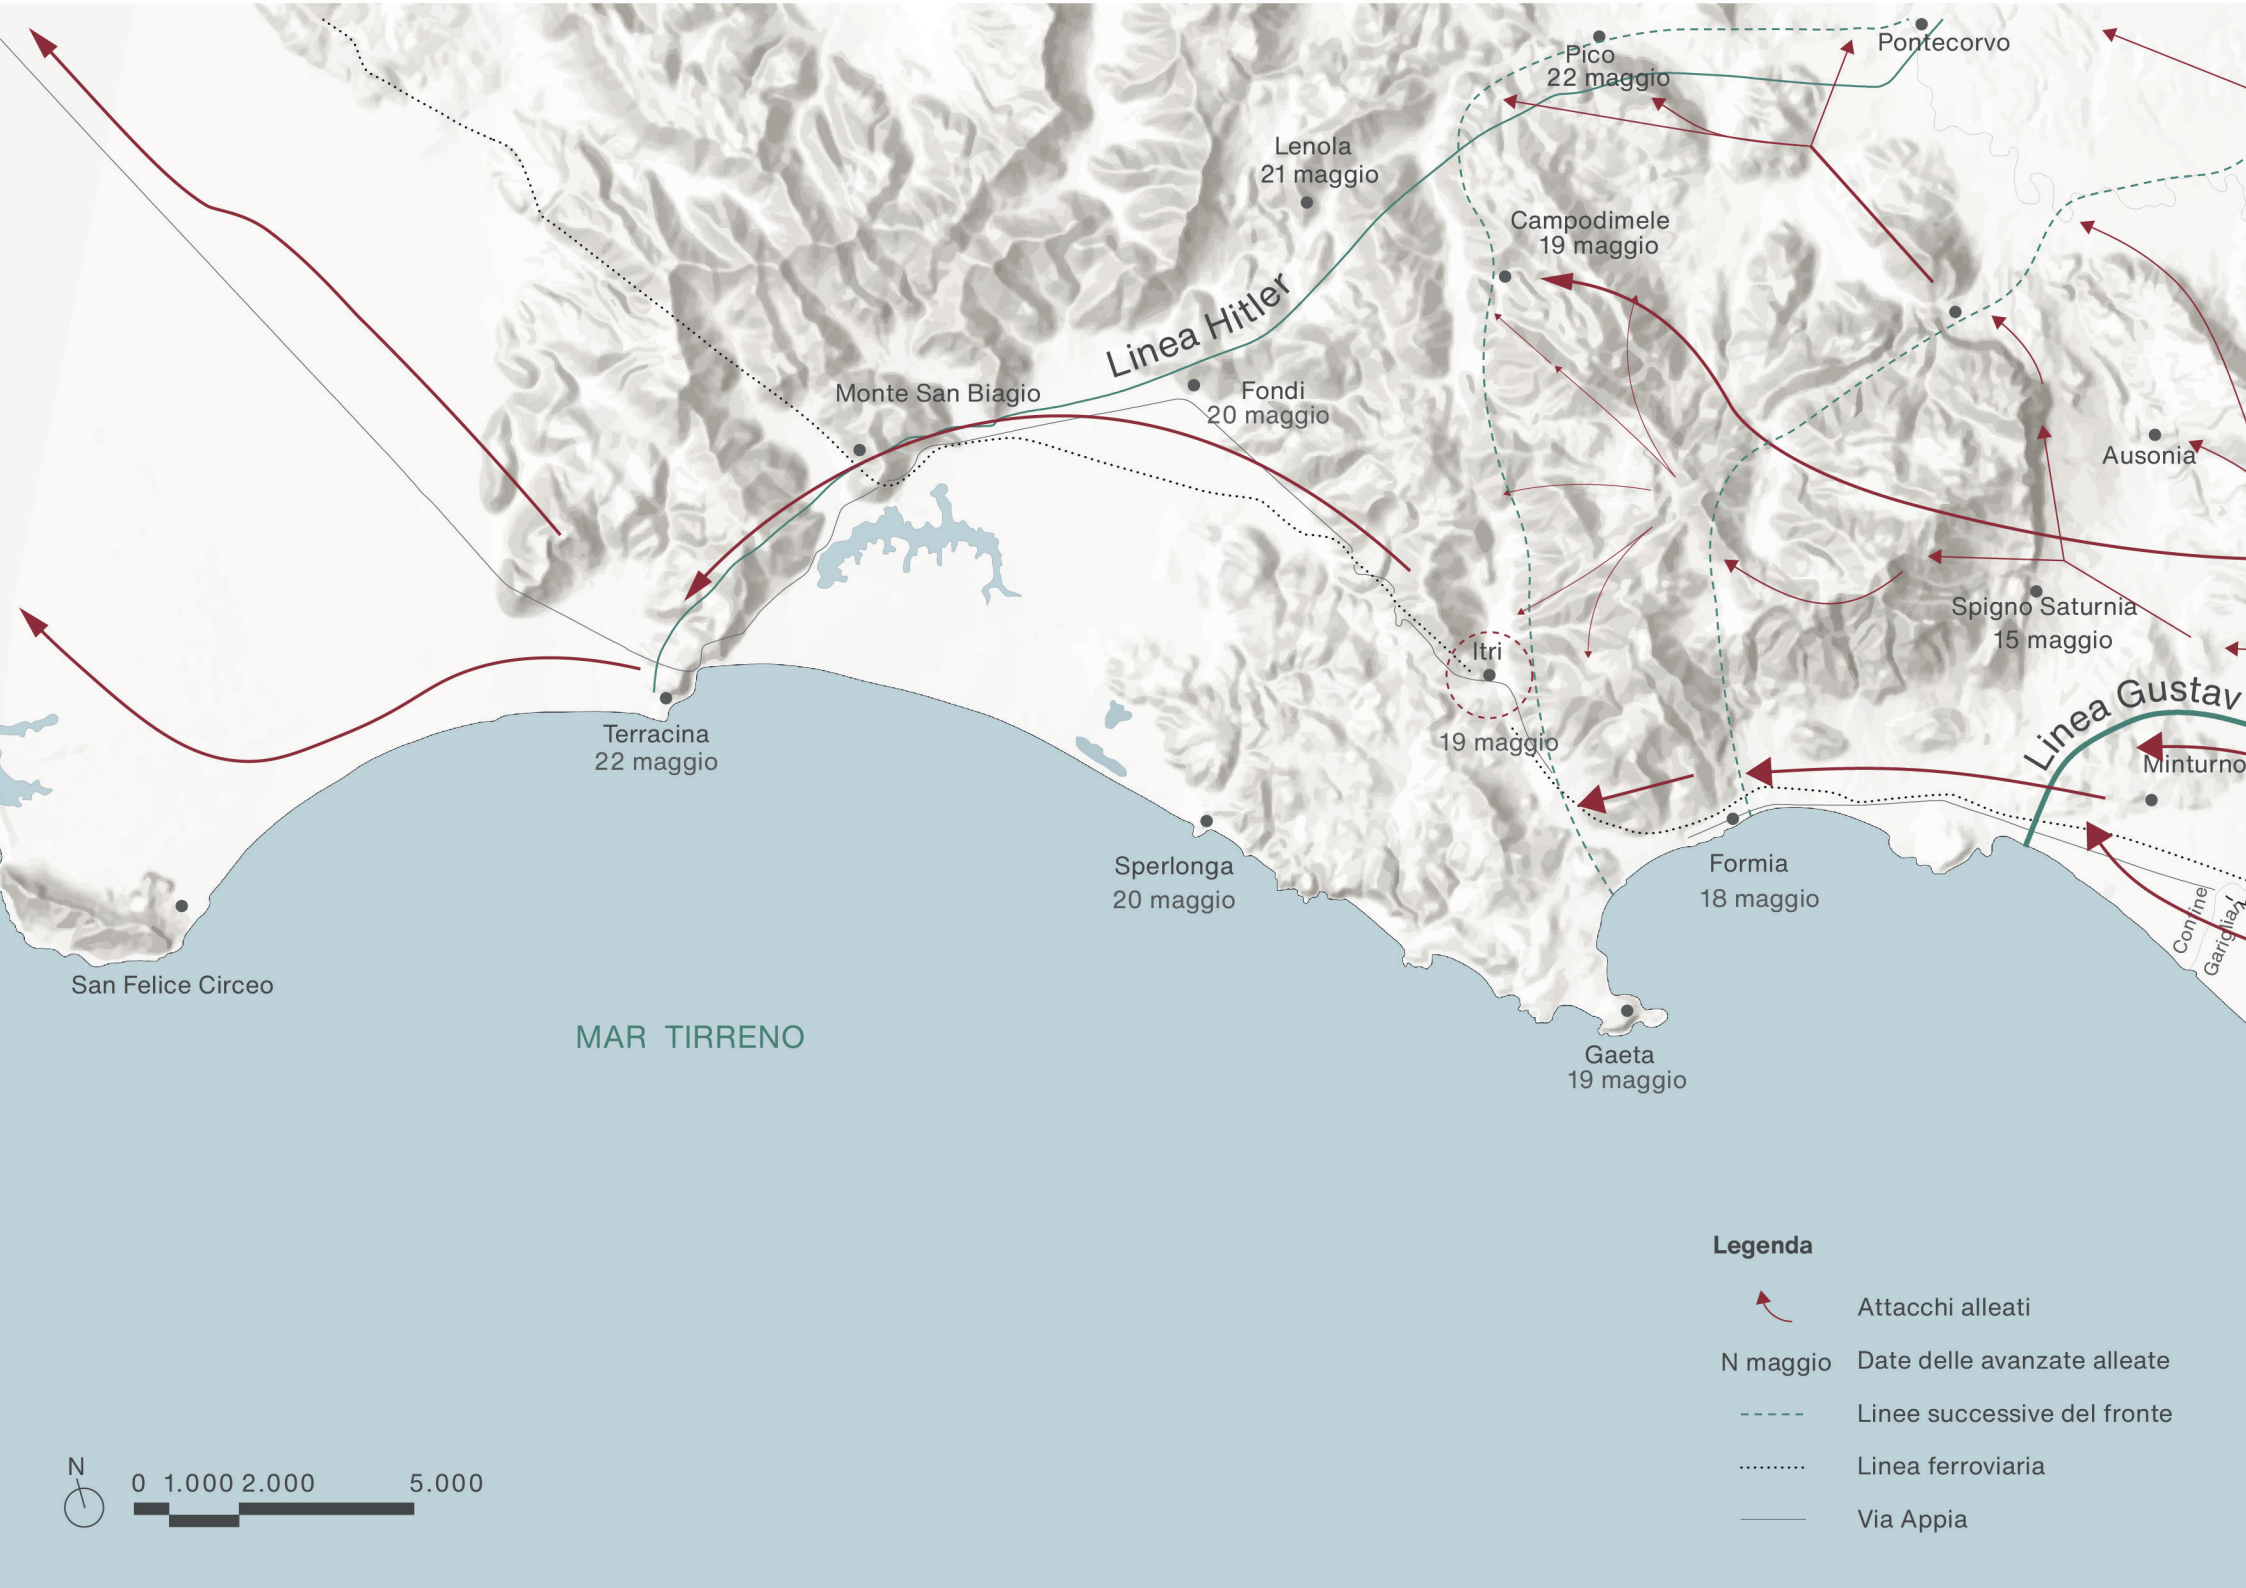 Pico
22 maggio
Pontecorvo
Lenola
21 maggio
Campodimele
19 maggio
Linea Hitler
Monte San Biagio
Fondi
20 maggio
Ausonia
Spigno Saturnia
15 maggio
Itri
19 maggio
Linea Gustav
Minturno
Terracina
22 maggio
Sperlonga
20 maggio
Formia
18 maggio
Confine
San Felice Circeo
MAR TIRRENO
Gaeta
19 maggio
Legenda
Attacchi alleati
N maggio Date delle avanzate alleate
Linee successive del fronte
Linea ferroviaria
Via Appia
N
0 1.000 2.000 5.000